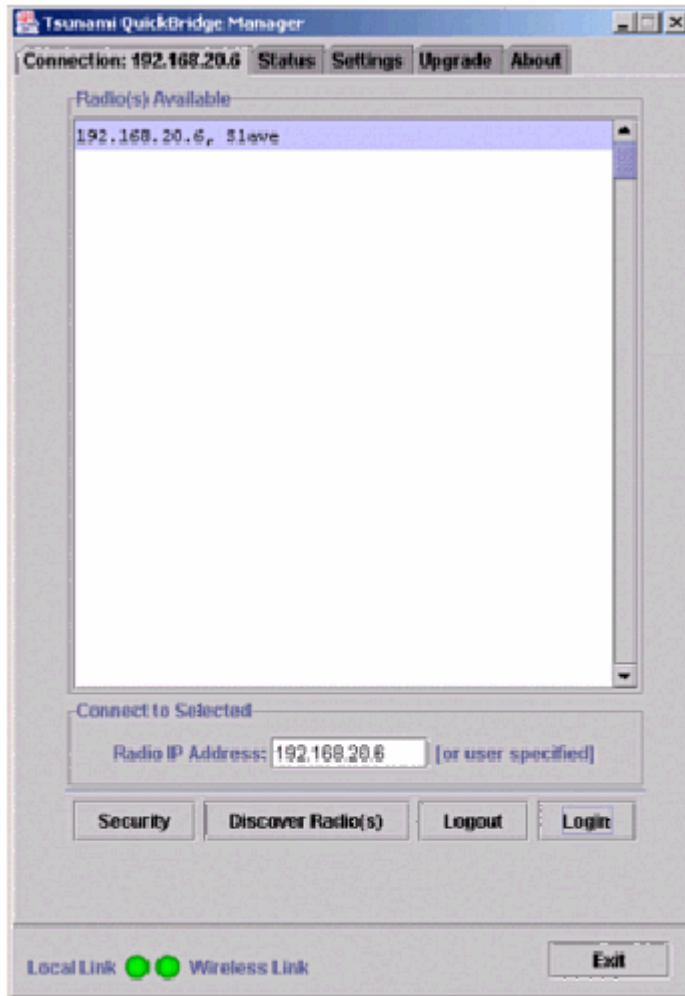 Tsunami QuickBridge Manager
Connection: 192.168.20.6 Status Settings Upgrade About
Radio(s) Available
192.168.20.6, Slave
Connect to Selected
Radio IP Address: 192.168.20.6 [or user specified]
Security Discover Radio(s) Logout Login
Local Link Wireless Link Exit